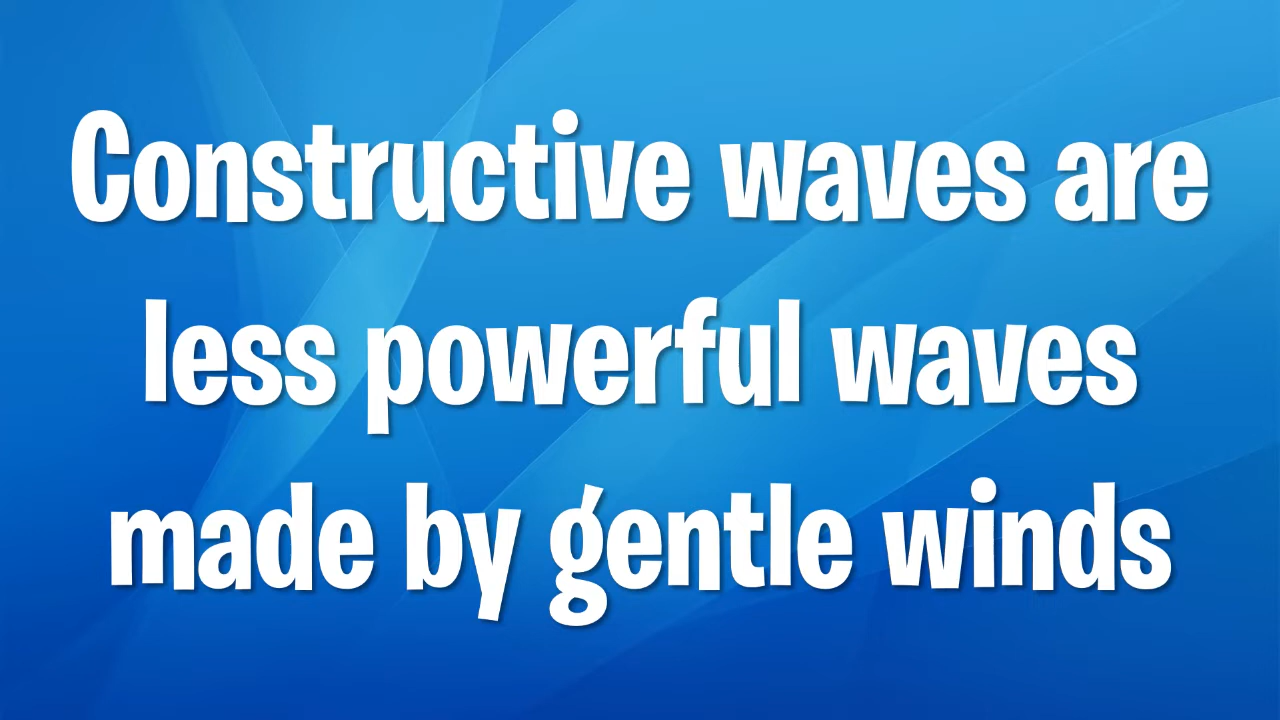 Constructive waves are
less powerful waves
made by gentle winds